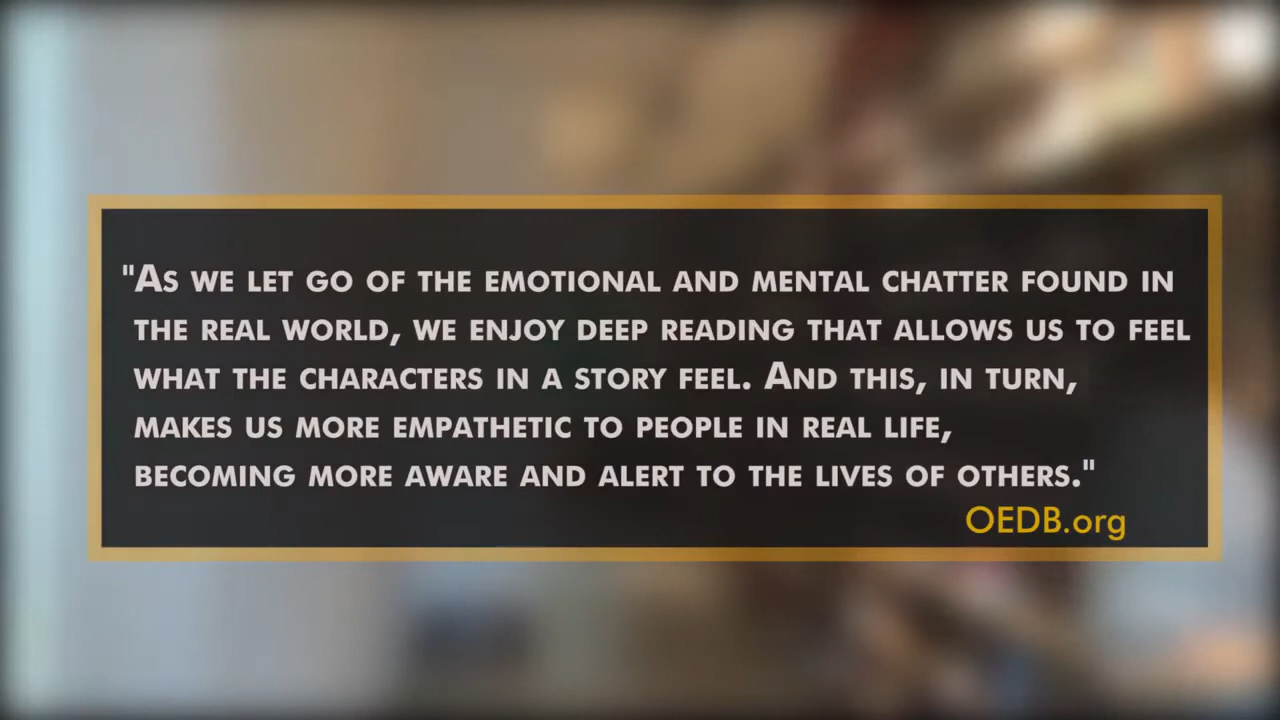 "As we let go of the emotional and mental chatter found in
the real world, we enjoy deep reading that allows us to feel
what the characters in a story feel. And this, in turn,
makes us more empathetic to people in real life,
becoming more aware and alert to the lives of others."
OEDB.org